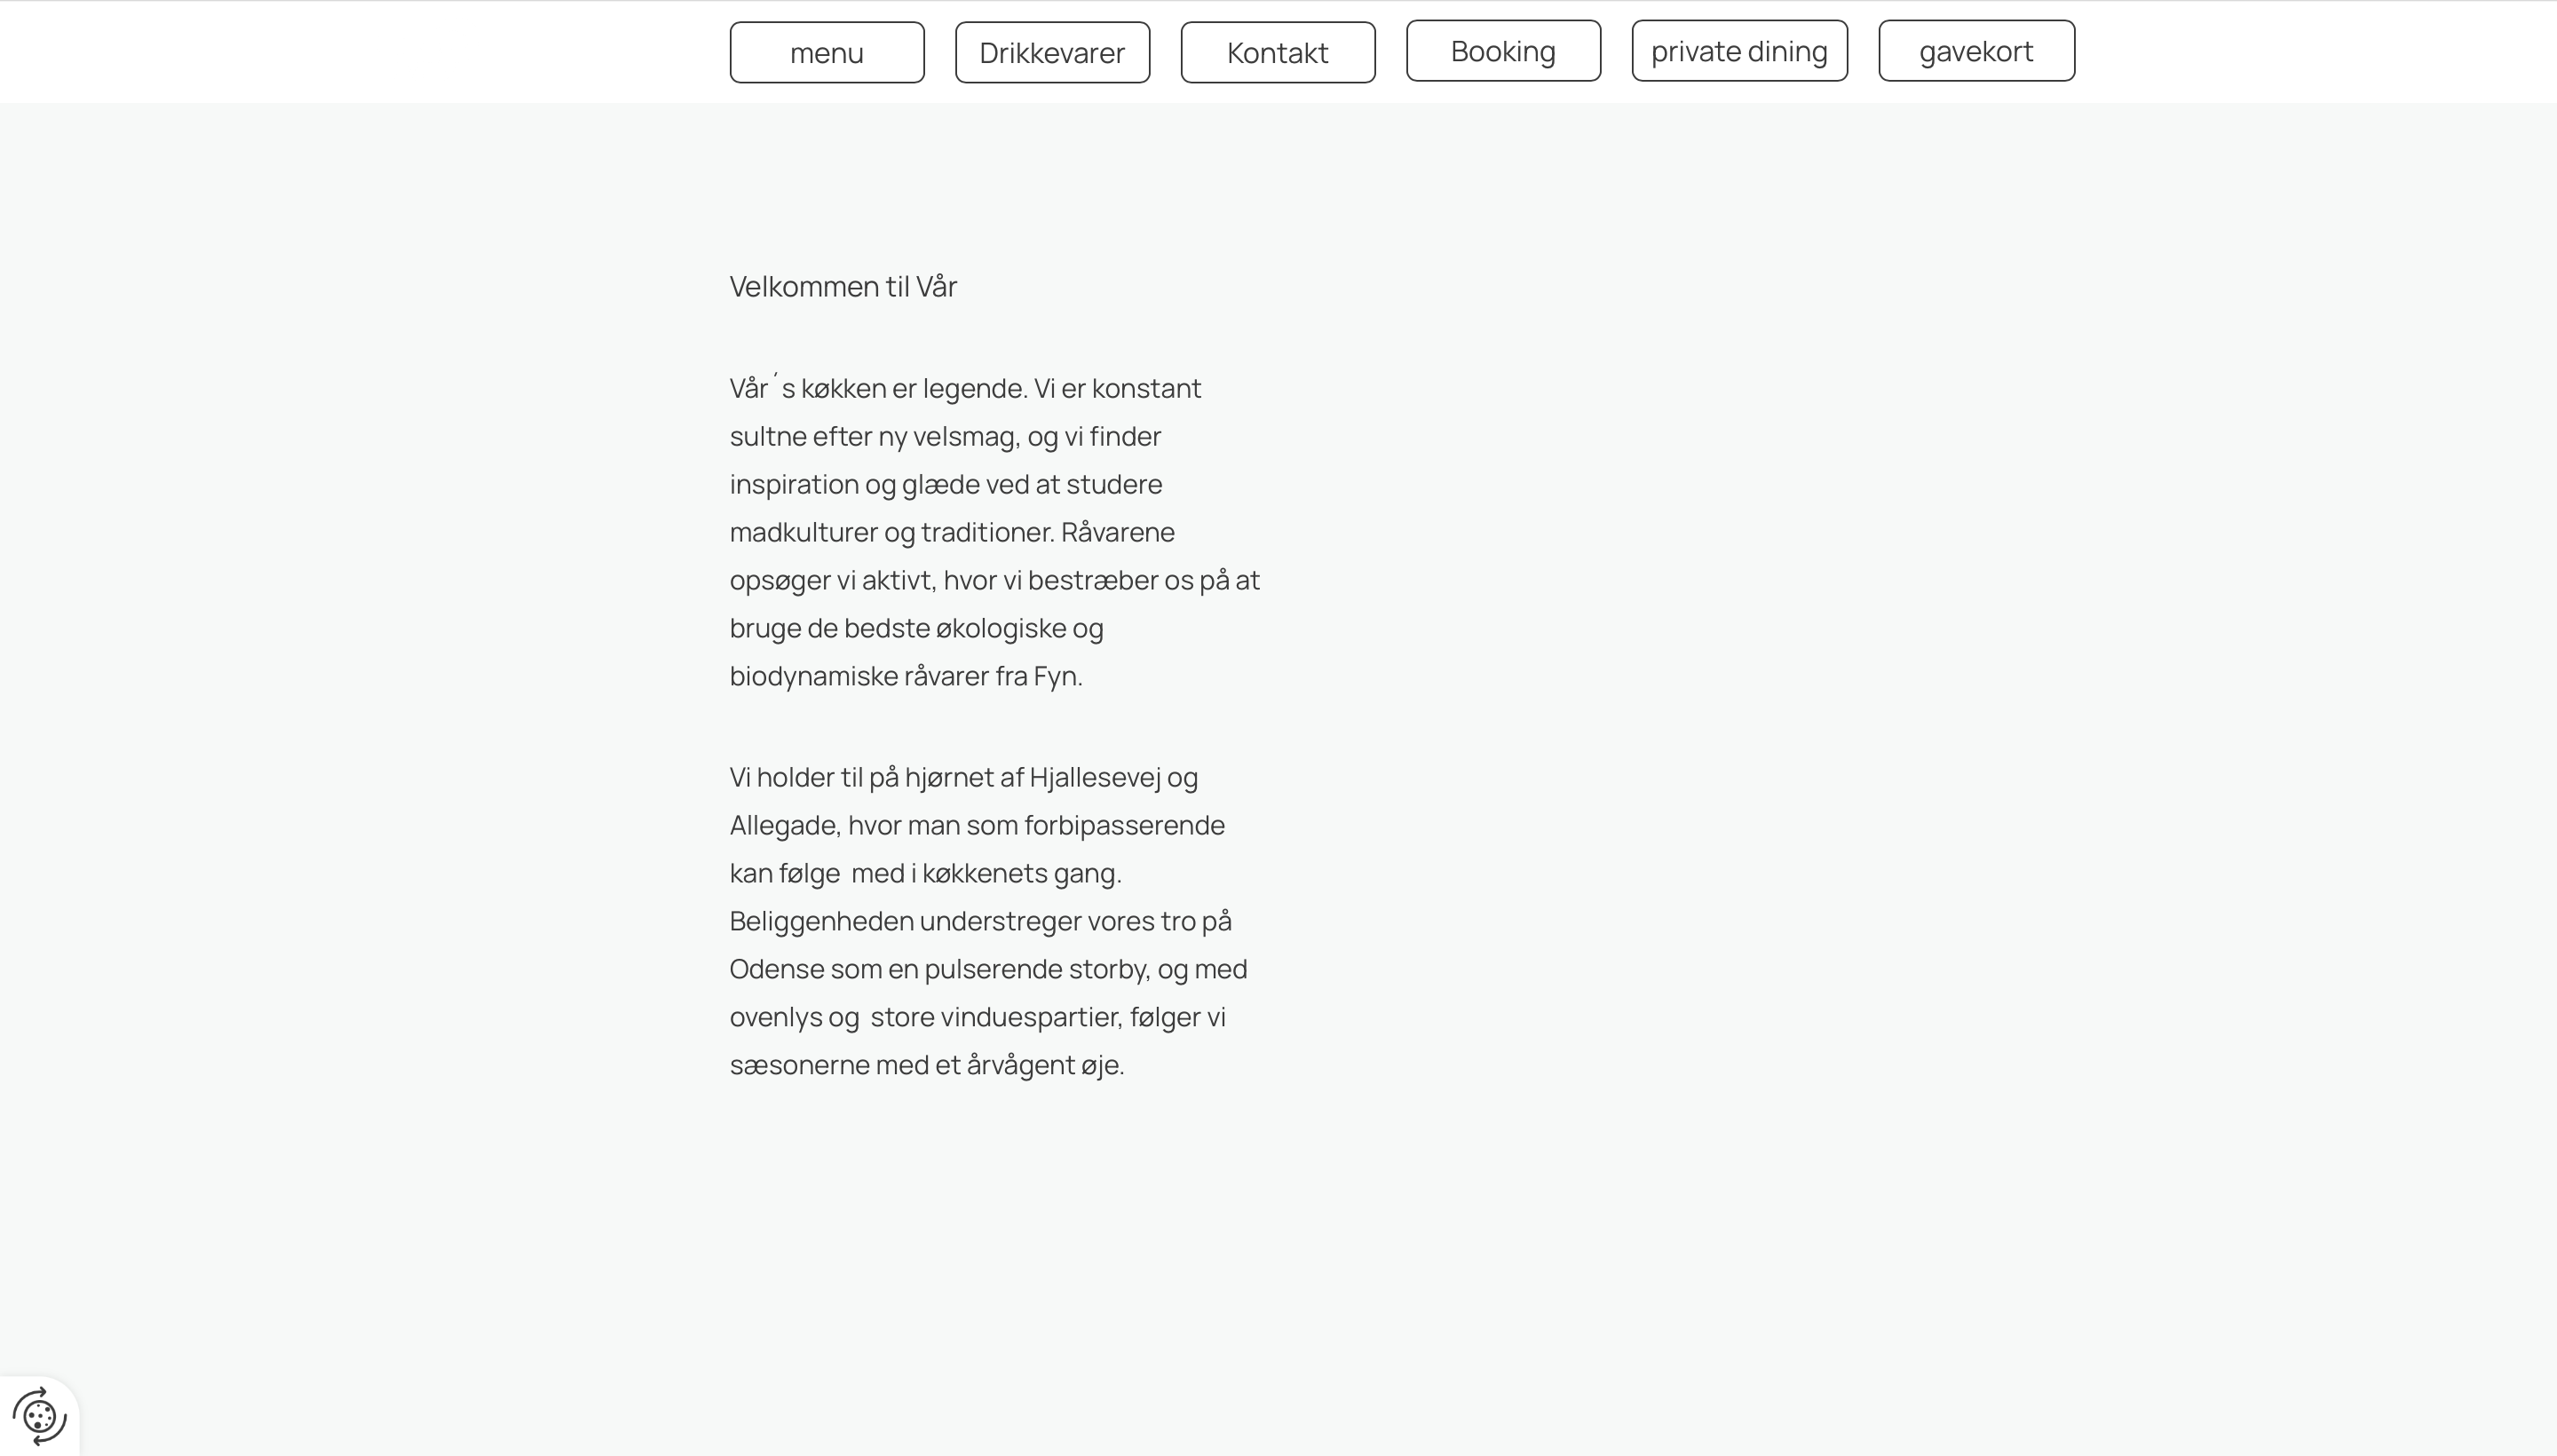 menu
Drikkevarer
Kontakt
Booking
private dining
gavekort
Velkommen til Vår
Vår´s køkken er legende. Vi er konstant
sultne efter ny velsmag, og vi finder
inspiration og glæde ved at studere
madkulturer og traditioner. Råvarene
opsøger vi aktivt, hvor vi bestræber os på at
bruge de bedste økologiske og
biodynamiske råvarer fra Fyn.
Vi holder til på hjørnet af Hjallesevej og
Allegade, hvor man som forbipasserende
kan følge  med i køkkenets gang.
Beliggenheden understreger vores tro på
Odense som en pulserende storby, og med
ovenlys og  store vinduespartier, følger vi
sæsonerne med et årvågent øje.